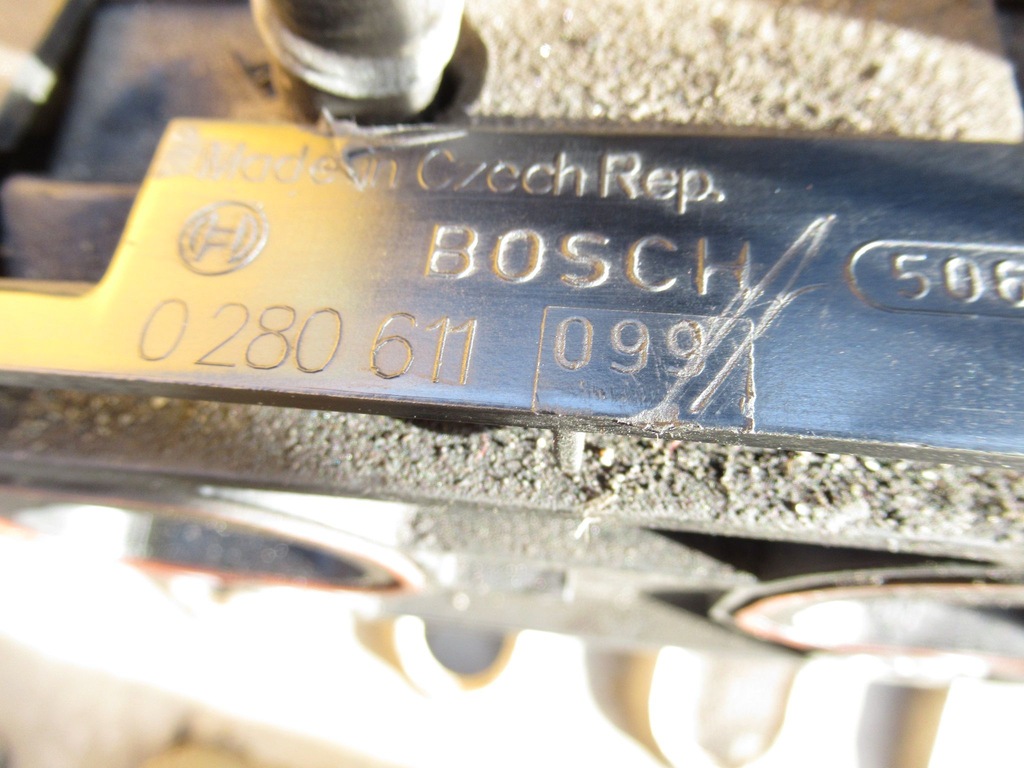 Made in Czech Rep.
BOSCH 506
0 280 611 099